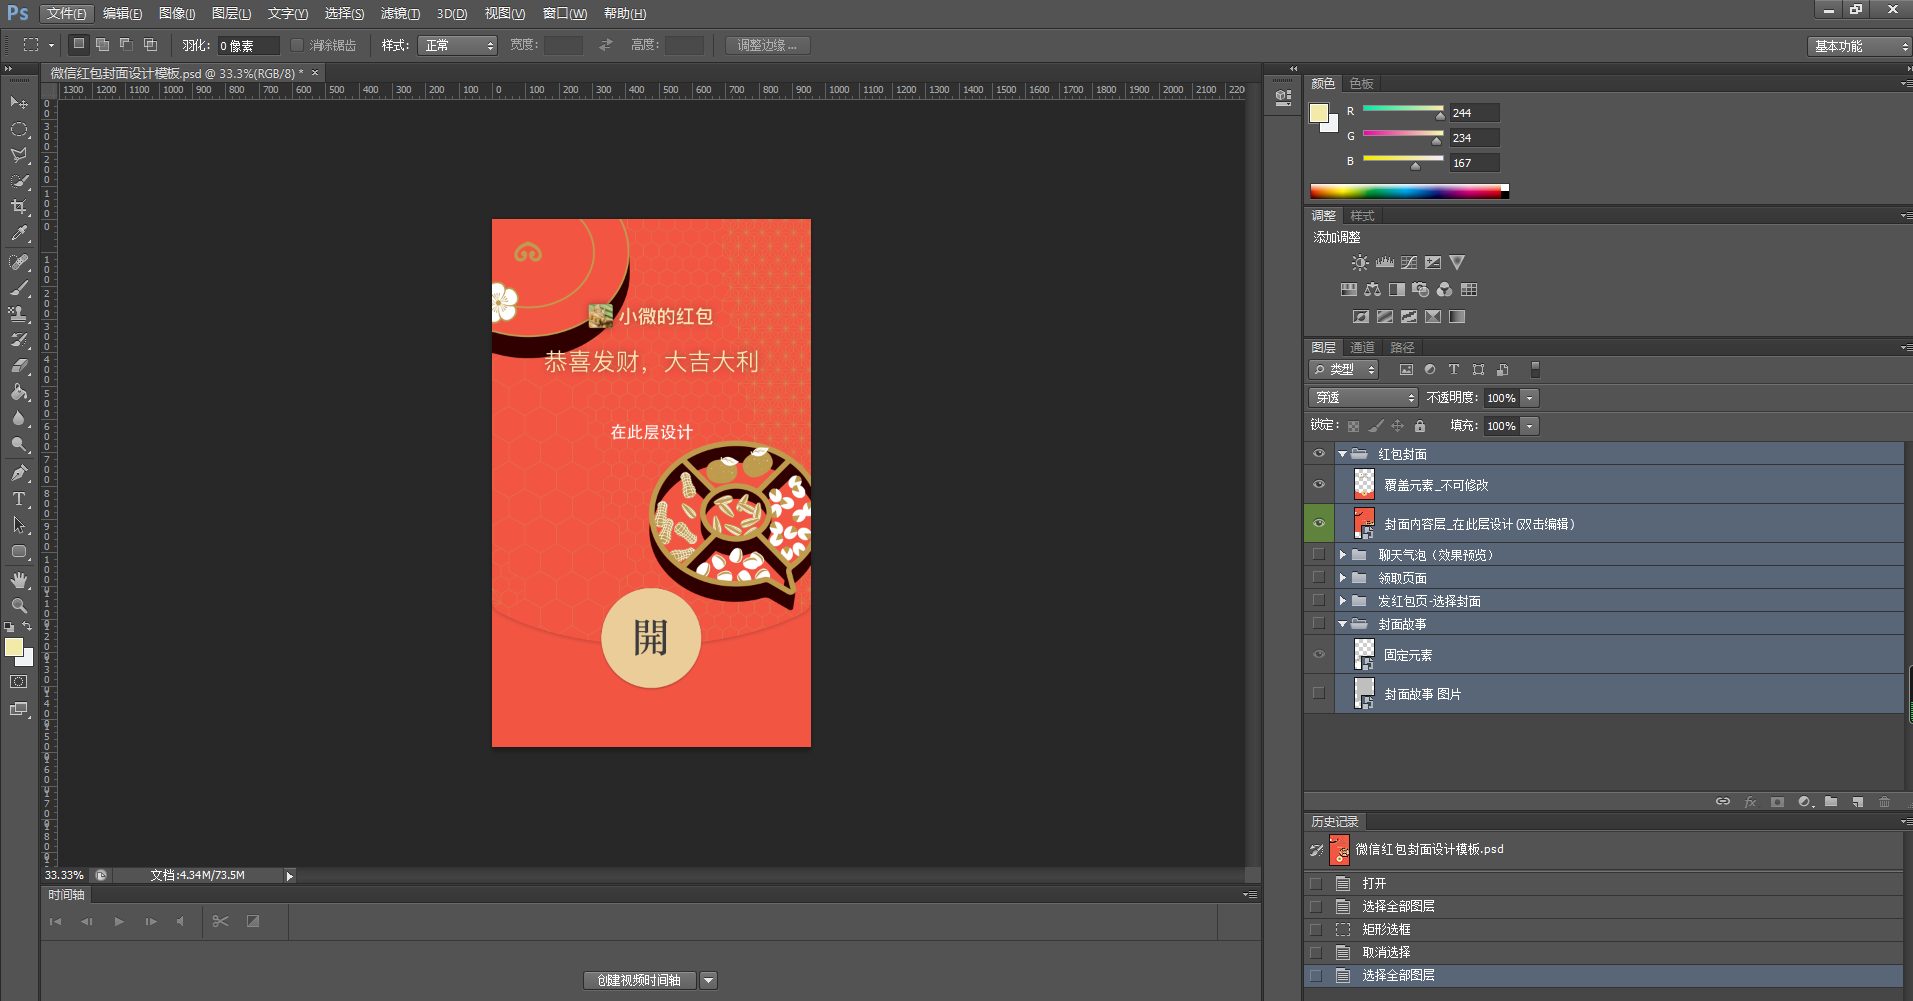 Ps 文件(F) 编辑(E) 图像(I) 图层(L) 文字(Y) 选择(S) 滤镜(T) 3D(D) 视图(V) 窗口(W) 帮助(H)
羽化: 0 像素 消除锯齿 样式: 正常 宽度: 高度: 调整边缘... 基本功能
微信红包封面设计模板.psd @ 33.3%(RGB/8) * ×
1300 1200 1100 1000 900 800 700 600 500 400 300 200 100 0 100 200 300 400 500 600 700 800 900 1000 1100 1200 1300 1400 1500 1600 1700 1800 1900 2000 2100 220
小微的红包
恭喜发财，大吉大利
在此层设计
開
33.33% 文档:4.34M/73.5M
时间轴
创建视频时间轴
颜色 色板
R 244
G 234
B 167
调整 样式
添加调整
图层 通道 路径
类型
穿透 不透明度: 100%
锁定: 填充: 100%
红包封面
覆盖元素_不可修改
封面内容层_在此层设计(双击编辑)
聊天气泡（效果预览）
领取页面
发红包页-选择封面
封面故事
固定元素
封面故事 图片
fx
历史记录
微信红包封面设计模板.psd
打开
选择全部图层
矩形选框
取消选择
选择全部图层